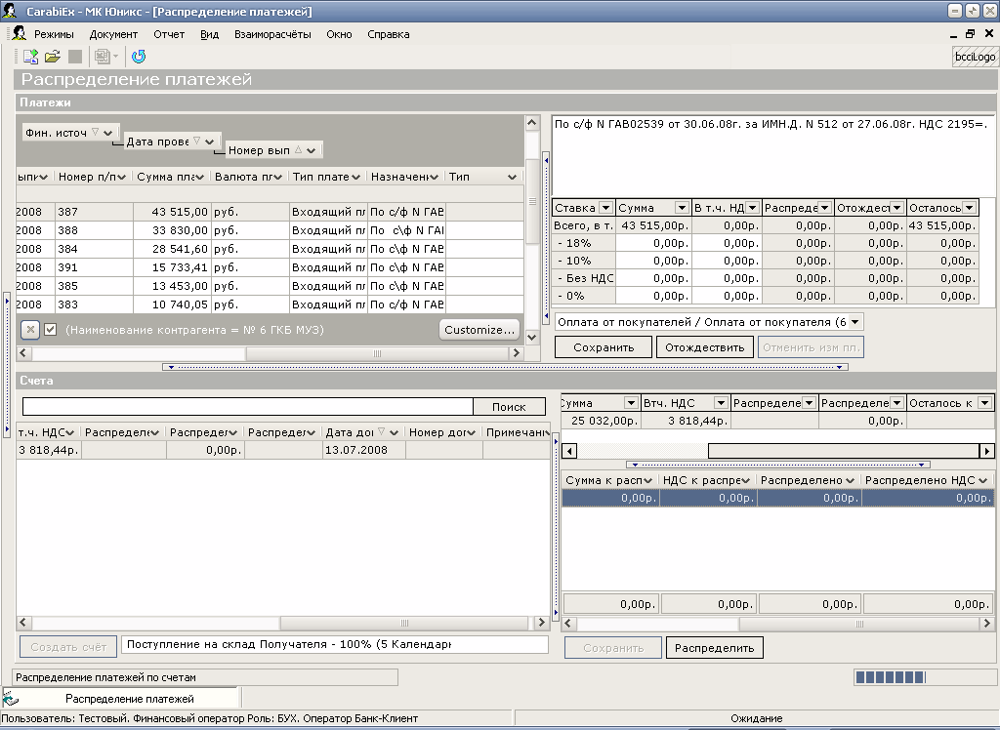 CarabiEx - МК Юникс - [Распределение платежей]
Режимы Документ Отчет Вид Взаиморасчёты Окно Справка
bcciLogo
Распределение платежей
Платежи
Фин. источ
Дата прове
Номер вып
ыпи Номер п/п Сумма пла Валюта пл Тип плате Назначени Тип
2008 387 43 515,00 руб. Входящий пл По с/ф N ГАВ
2008 388 33 830,00 руб. Входящий пл По с\ф N ГАІ
2008 384 28 541,60 руб. Входящий пл По с/ф N ГАВ
2008 391 15 733,41 руб. Входящий пл По с\ф N ГАВ
2008 385 13 453,00 руб. Входящий пл По с\ф N ГАВ
2008 383 10 740,05 руб. Входящий пл По с/ф N ГАВ
(Наименование контрагента = № 6 ГКБ МУЗ)
Customize...
По с/ф N ГАВ02539 от 30.06.08г. за ИМН.Д. N 512 от 27.06.08г. НДС 2195=.
Ставка Сумма В т.ч. НД Распреде Отождест Осталось
Всего, в т. 43 515,00р. 0,00р. 0,00р. 0,00р. 43 515,00р.
- 18% 0,00р. 0,00р. 0,00р. 0,00р. 0,00р.
- 10% 0,00р. 0,00р. 0,00р. 0,00р. 0,00р.
- Без НДС 0,00р. 0,00р. 0,00р. 0,00р. 0,00р.
- 0% 0,00р. 0,00р. 0,00р. 0,00р. 0,00р.
Оплата от покупателей / Оплата от покупателя (6
Сохранить Отождествить Отменить изм пл.
Счета
Поиск
т.ч. НДС Распределе Распредел Распредел Дата дог Номер дог Примечани
3 818,44р. 0,00р. 13.07.2008
Сумма Втч. НДС Распределе Распределе Осталось к
25 032,00р. 3 818,44р. 0,00р.
Сумма к расп НДС к распре Распределено Распределено НДС
0,00р. 0,00р. 0,00р. 0,00р.
0,00р. 0,00р. 0,00р. 0,00р.
Создать счёт Поступление на склад Получателя - 100% (5 Календарн
Сохранить Распределить
Распределение платежей по счетам
Распределение платежей
Пользователь: Тестовый. Финансовый оператор Роль: БУХ. Оператор Банк-Клиент Ожидание